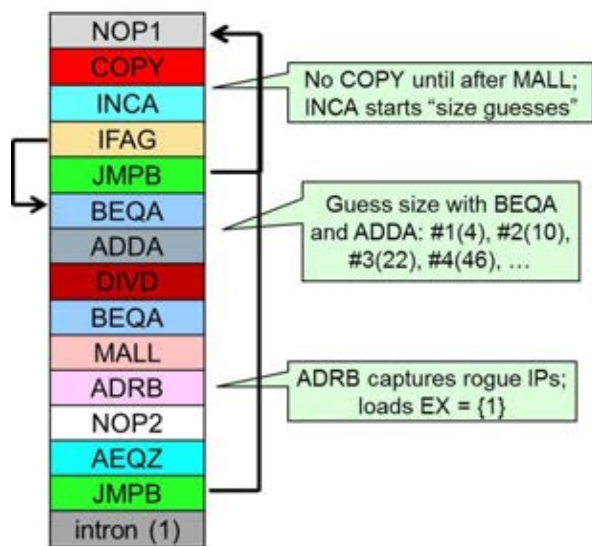 NOP1
COPY
INCA
IFAG
JMPB
BEQA
ADDA
DIVD
BEQA
MALL
ADRB
NOP2
AEQZ
JMPB
intron (1)
No COPY until after MALL;
INCA starts “size guesses”
Guess size with BEQA
and ADDA: #1(4), #2(10),
#3(22), #4(46), …
ADRB captures rogue IPs;
loads EX = {1}